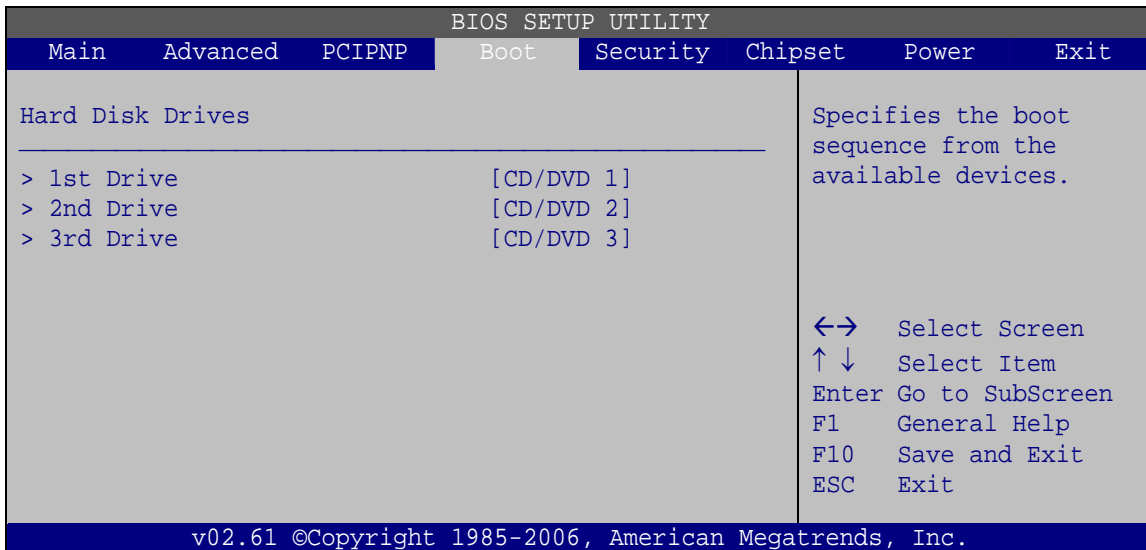 BIOS SETUP UTILITY
Main Advanced PCIPNP Boot Security Chipset Power Exit
Hard Disk Drives
> 1st Drive [CD/DVD 1]
> 2nd Drive [CD/DVD 2]
> 3rd Drive [CD/DVD 3]
Specifies the boot
sequence from the
available devices.
←→ Select Screen
↑ ↓ Select Item
Enter Go to SubScreen
F1 General Help
F10 Save and Exit
ESC Exit
v02.61 ©Copyright 1985-2006, American Megatrends, Inc.